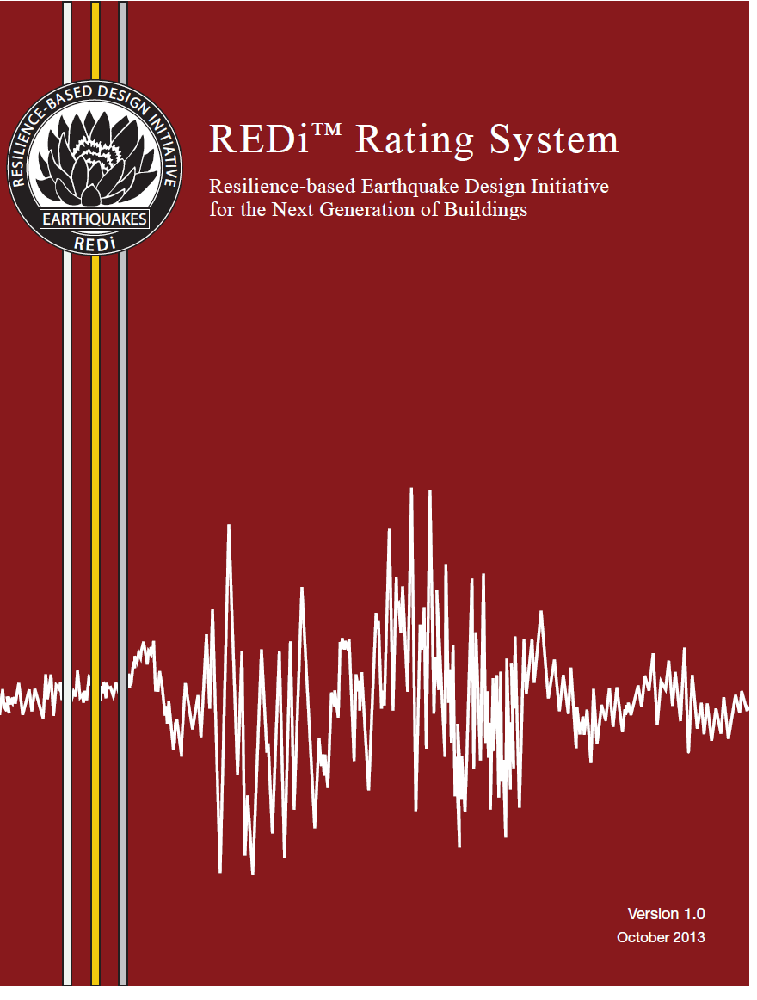 RESILIENCE-BASED DESIGN INITIATIVE
EARTHQUAKES
REDi
REDi™ Rating System
Resilience-based Earthquake Design Initiative
for the Next Generation of Buildings
Version 1.0
October 2013